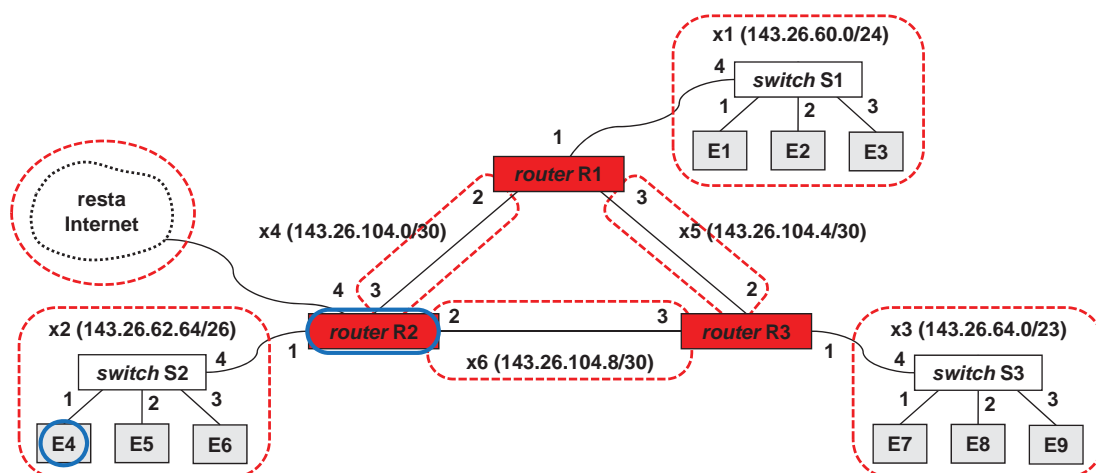 x1 (143.26.60.0/24)
4
switch S1
1
2
3
E1
E2
E3
1
router R1
2
3
resta
Internet
x4 (143.26.104.0/30)
x5 (143.26.104.4/30)
4
3
2
x2 (143.26.62.64/26)
router R2
2
3
router R3
x3 (143.26.64.0/23)
1
1
x6 (143.26.104.8/30)
4
switch S2
4
switch S3
1
2
3
1
2
3
E4
E5
E6
E7
E8
E9